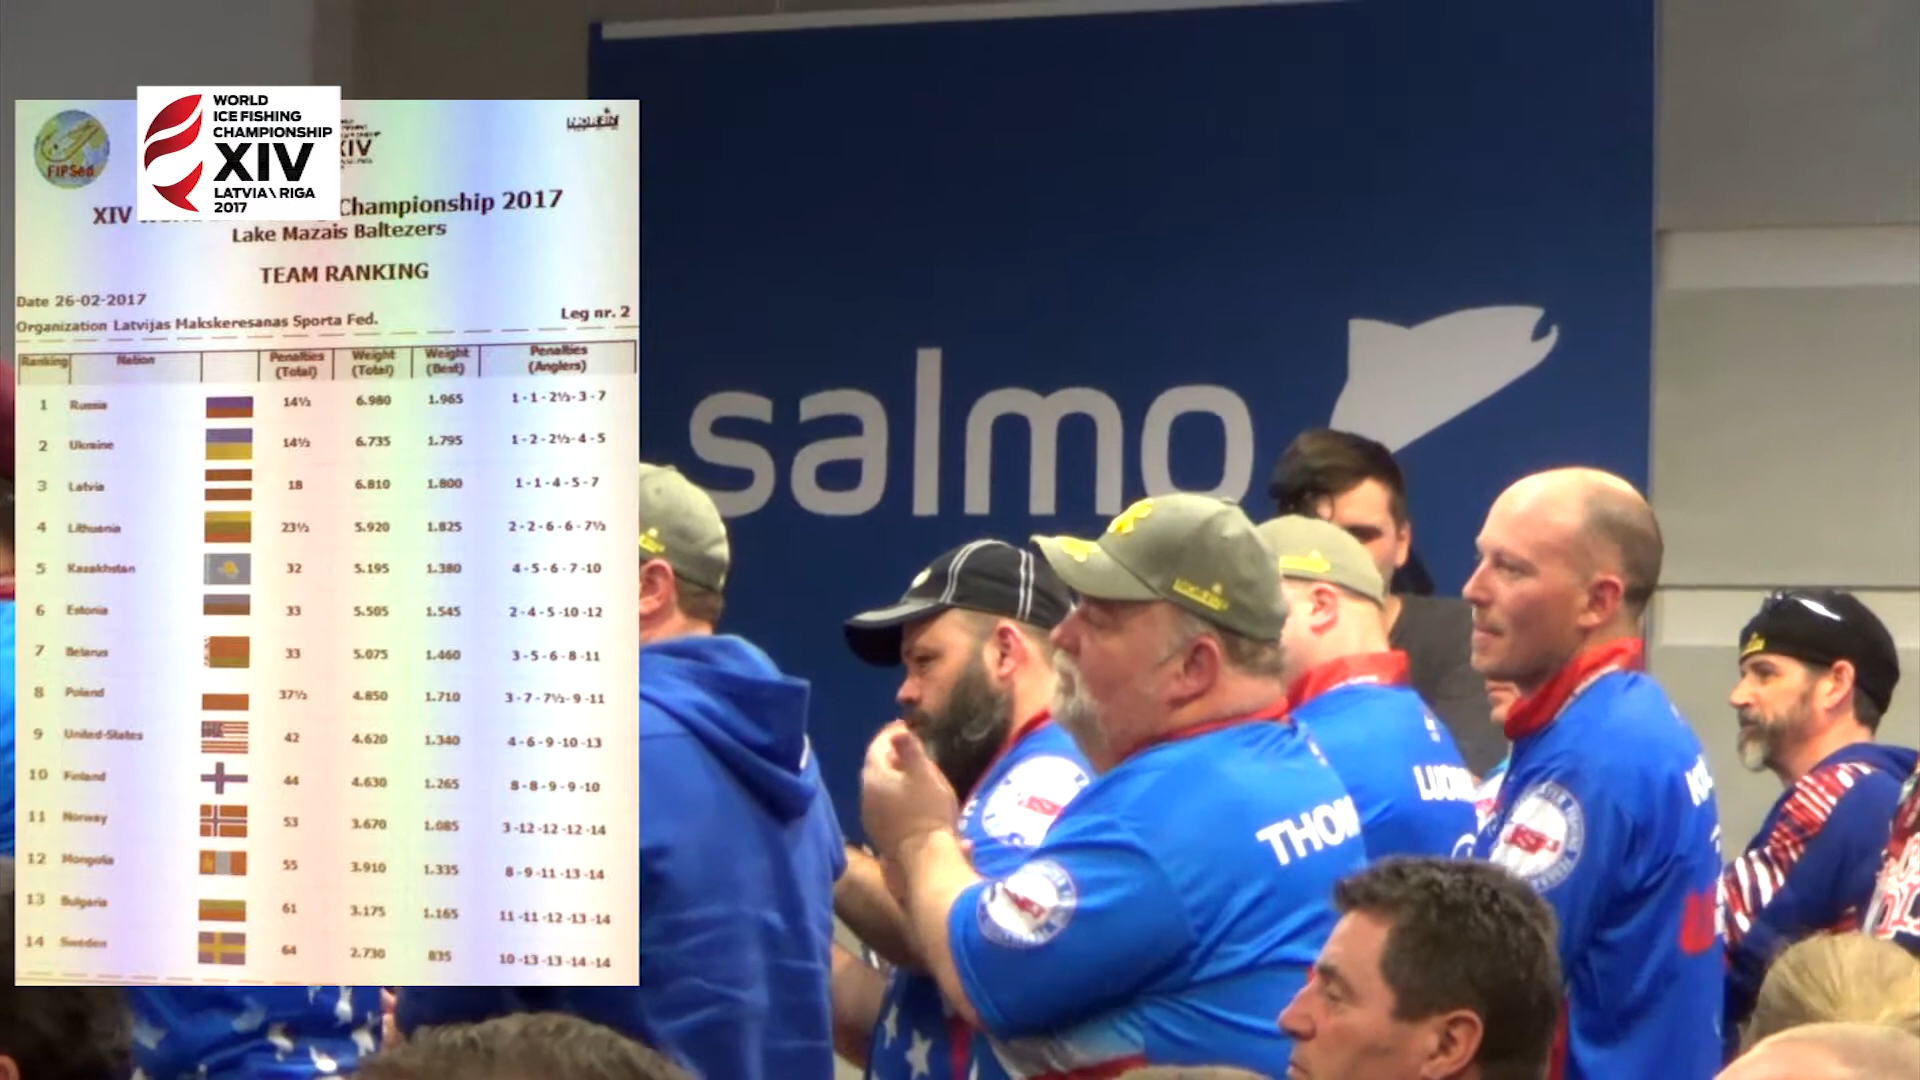 WORLD
ICE FISHING
CHAMPIONSHIP
XIV
LATVIA\RIGA
2017
FIPSed
XIV
Championship 2017
Lake Mazais Baltezers
TEAM RANKING
Date 26-02-2017
Organization Latvijas Makskeresanas Sporta Fed.
Leg nr. 2
Ranking Nation Penalties (Total) Weight (Total) Weight (Best) Penalties (Anglers)
1 Russia 14½ 6.980 1.965 1 - 1 - 2½ - 3 - 7
2 Ukraine 14½ 6.735 1.795 1 - 2 - 2½ - 4 - 5
3 Latvia 18 6.810 1.800 1 - 1 - 4 - 5 - 7
4 Lithuania 23½ 5.920 1.825 2 - 2 - 6 - 6 - 7½
5 Kazakhstan 32 5.195 1.380 4 - 5 - 6 - 7 -10
6 Estonia 33 5.505 1.545 2 - 4 - 5 -10 -12
7 Belarus 33 5.075 1.460 3 - 5 - 6 - 8 -11
8 Poland 37½ 4.850 1.710 3 - 7 - 7½ - 9 -11
9 United-States 42 4.620 1.340 4 - 6 - 9 -10 -13
10 Finland 44 4.630 1.265 8 - 8 - 9 - 9 -10
11 Norway 53 3.670 1.085 3 -12 -12 -12 -14
12 Mongolia 55 3.910 1.335 8 - 9 -11 -13 -14
13 Bulgaria 61 3.175 1.165 11 -11 -12 -13 -14
14 Sweden 64 2.730 835 10 -13 -13 -14 -14
salmo
THOM